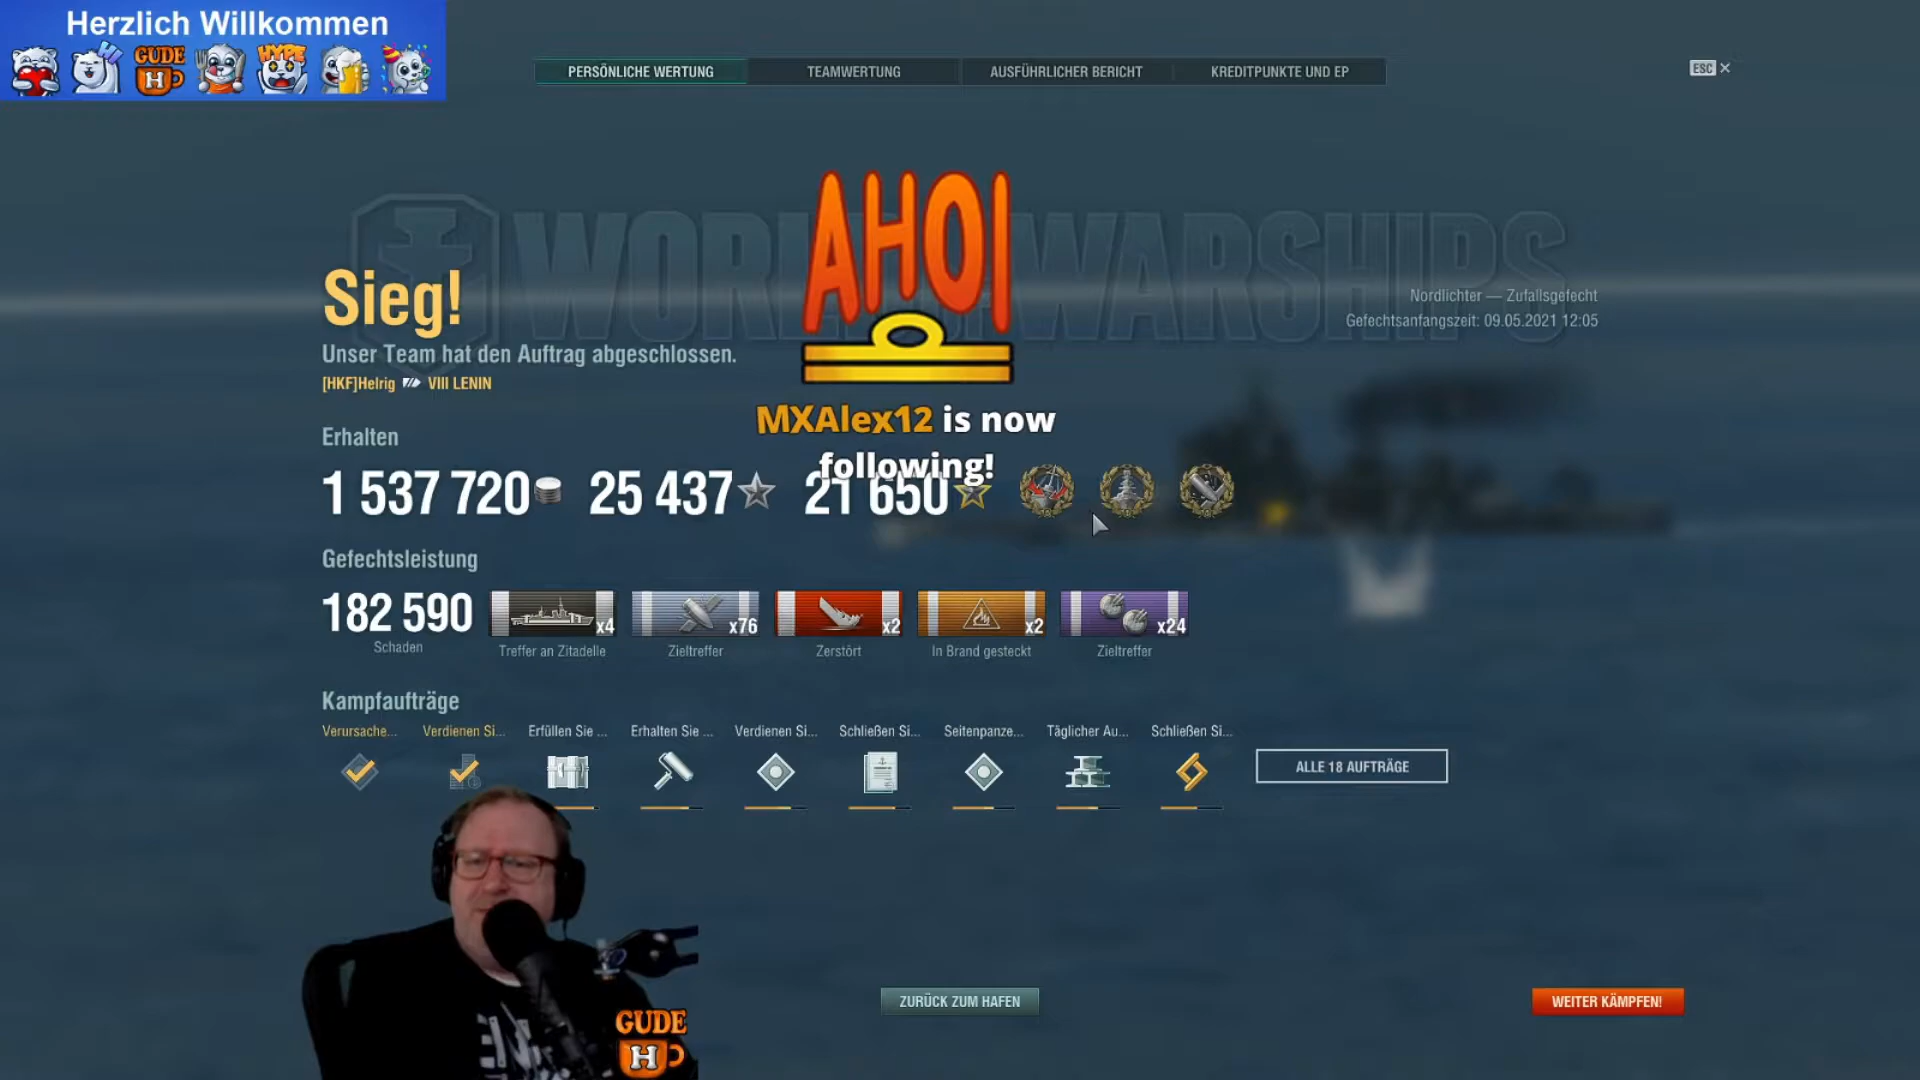 Herzlich Willkommen
HI
GUDE
H
HYPE
PERSÖNLICHE WERTUNG
TEAMWERTUNG
AUSFÜHRLICHER BERICHT
KREDITPUNKTE UND EP
ESC
WORLD OF WARSHIPS
AHOI
MXAlex12 is now
following!
Sieg!
Unser Team hat den Auftrag abgeschlossen.
[HKF]Helrig VIII LENIN
Nordlichter — Zufallsgefecht
Gefechtsanfangszeit: 09.05.2021 12:05
Erhalten
1 537 720 25 437 21 650
Gefechtsleistung
182 590
Schaden
x4
Treffer an Zitadelle
x76
Zieltreffer
x2
Zerstört
x2
In Brand gesteckt
x24
Zieltreffer
Kampfaufträge
Verursache...
Verdienen Si...
Erfüllen Sie ...
Erhalten Sie ...
Verdienen Si...
Schließen Si...
Seitenpanze...
Täglicher Au...
Schließen Si...
ALLE 18 AUFTRÄGE
ZURÜCK ZUM HAFEN
WEITER KÄMPFEN!
GUDE
H